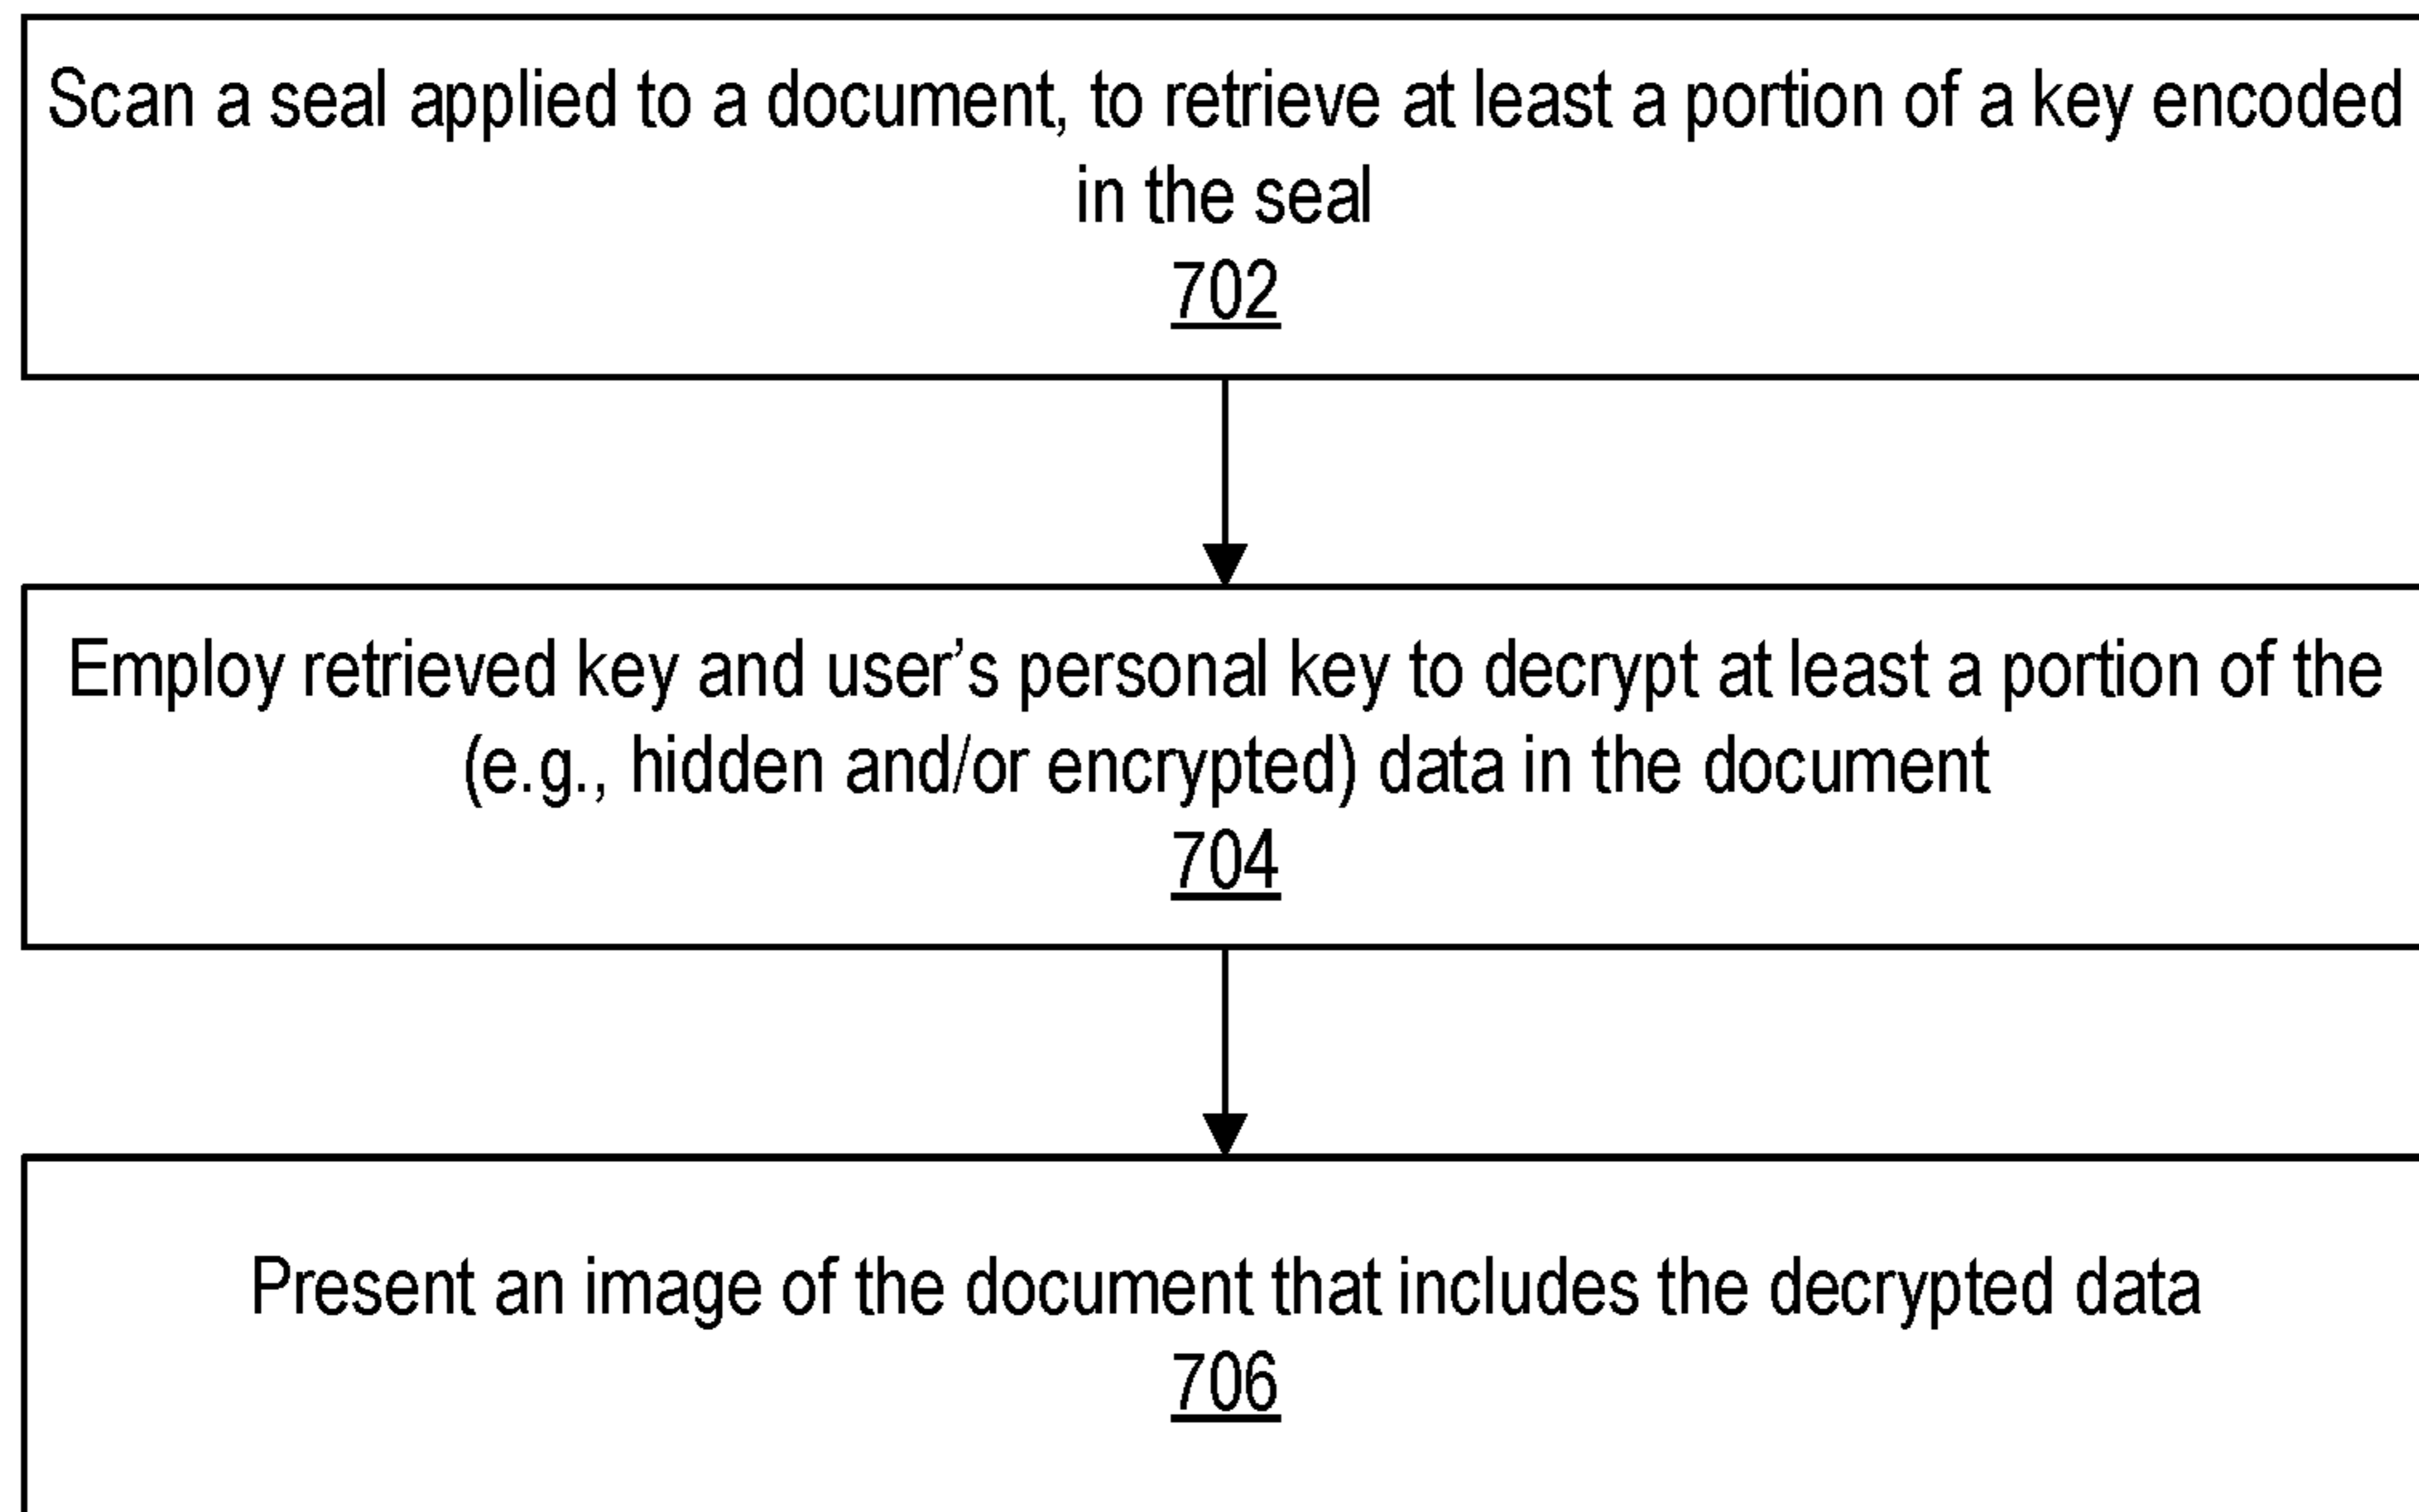 Scan a seal applied to a document, to retrieve at least a portion of a key encoded
in the seal
702
Employ retrieved key and user’s personal key to decrypt at least a portion of the
(e.g., hidden and/or encrypted) data in the document
704
Present an image of the document that includes the decrypted data
706